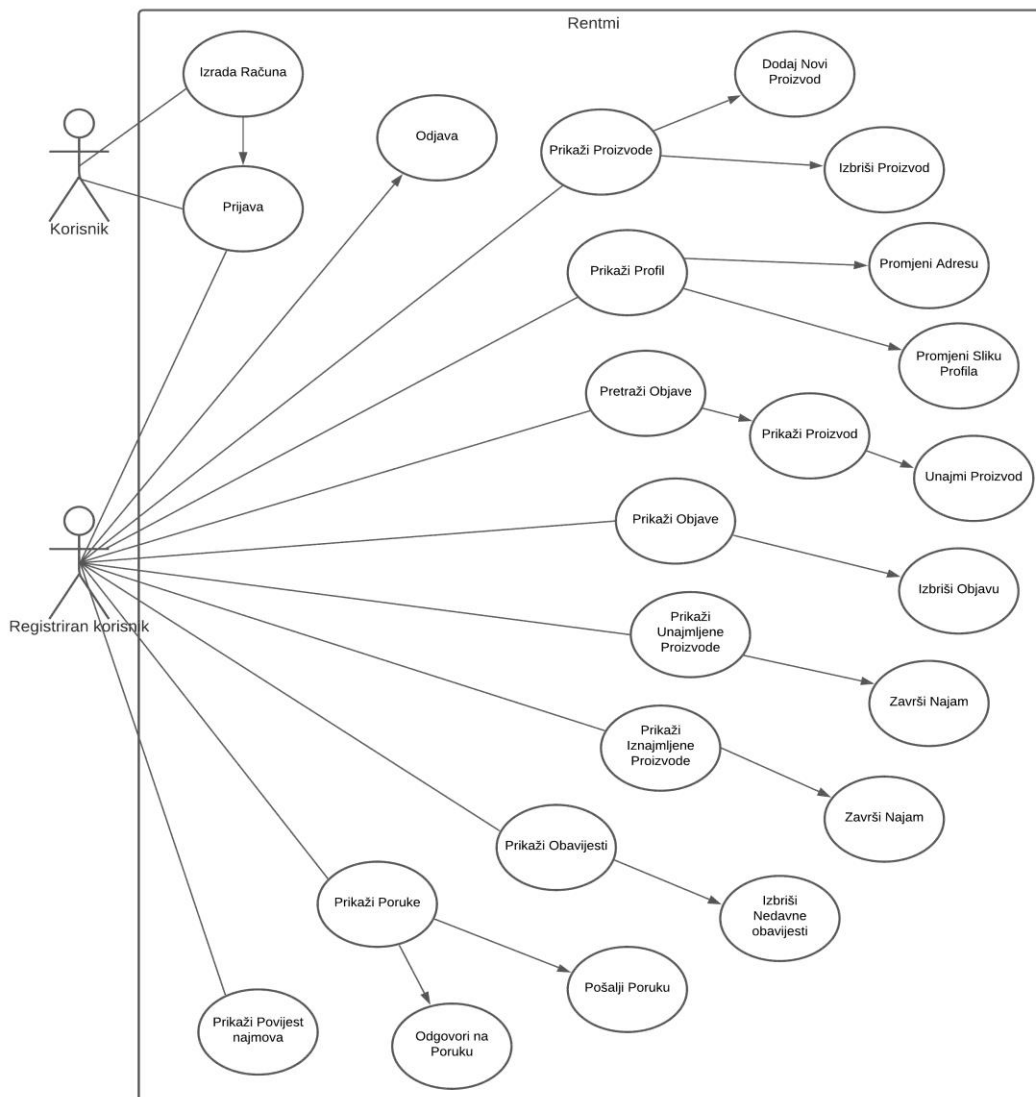 Rentmi
Izrada Računa
Dodaj Novi
Proizvod
Odjava
Prikaži Proizvode
Izbriši Proizvod
Prijava
Korisnik
Prikaži Profil
Promjeni Adresu
Promjeni Sliku
Profila
Pretraži Objave
Prikaži Proizvod
Unajmi Proizvod
Prikaži Objave
Izbriši Objavu
Registriran korisnik
Prikaži
Unajmljene
Proizvode
Završi Najam
Prikaži
Iznajmljene
Proizvode
Završi Najam
Prikaži Obavijesti
Izbriši
Nedavne
obavijesti
Prikaži Poruke
Pošalji Poruku
Prikaži Povijest
najmova
Odgovori na
Poruku